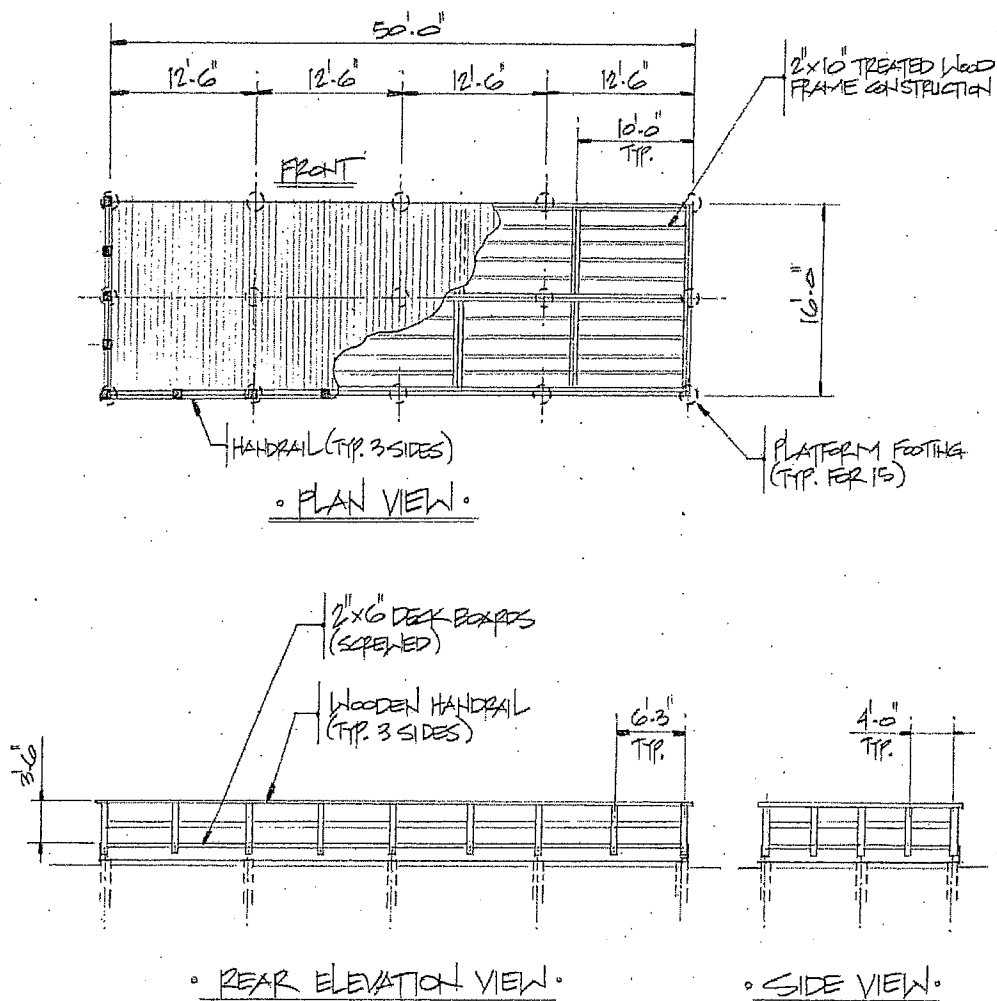 50'-0"
12'-6" 12'-6" 12'-6" 12'-6"
2"x10" TREATED WOOD
FRAME CONSTRUCTION
10'-0"
TYP.
FRONT
16'-0"
HANDRAIL (TYP. 3 SIDES)
PLATFORM FOOTING
(TYP. FOR 15)
• PLAN VIEW •
2"x6" DECK BOARDS
(SCREWED)
WOODEN HANDRAIL
(TYP. 3 SIDES)
6'-3"
TYP.
4'-0"
TYP.
3'-6"
• REAR ELEVATION VIEW •
• SIDE VIEW •